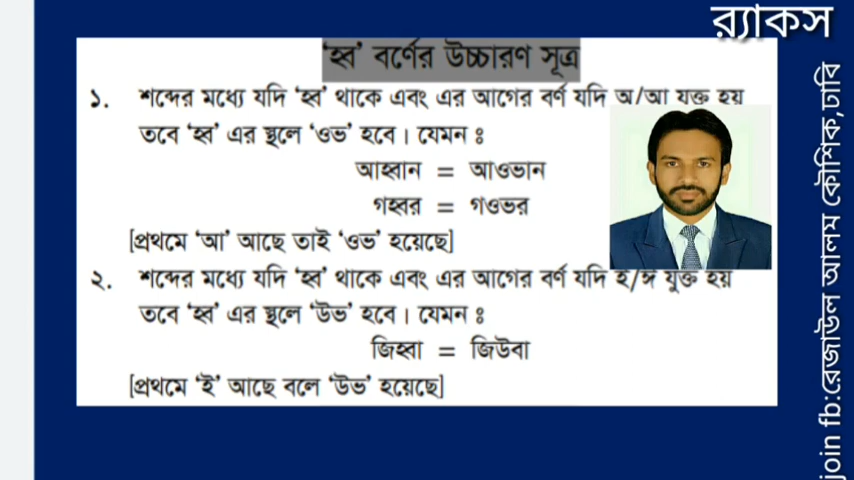 র‍্যাকস
‘হ্ব’ বর্ণের উচ্চারণ সূত্র
১. শব্দের মধ্যে যদি ‘হ্ব’ থাকে এবং এর আগের বর্ণ যদি অ/আ যুক্ত হয়
তবে ‘হ্ব’ এর স্থলে ‘ওভ’ হবে। যেমন ঃ
আহ্বান = আওভান
গহ্বর = গওভর
[প্রথমে ‘আ’ আছে তাই ‘ওভ’ হয়েছে]
২. শব্দের মধ্যে যদি ‘হ্ব’ থাকে এবং এর আগের বর্ণ যদি ই/ঈ যুক্ত হয়
তবে ‘হ্ব’ এর স্থলে ‘উভ’ হবে। যেমন ঃ
জিহ্বা = জিউবা
[প্রথমে ‘ই’ আছে বলে ‘উভ’ হয়েছে]
join fb:রেজাউল আলম কৌশিক,ঢাবি